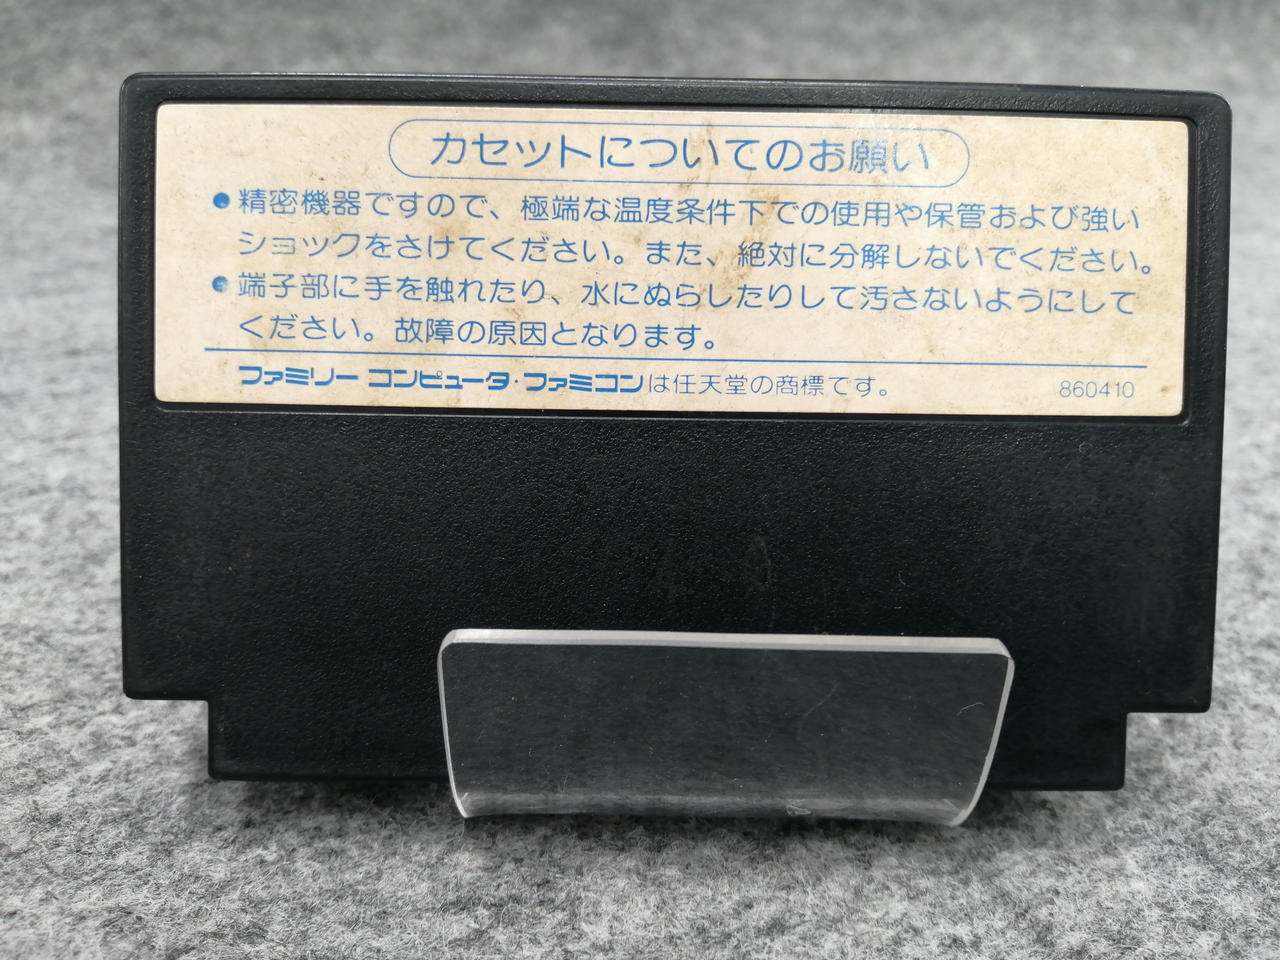 カセットについてのお願い
●精密機器ですので、極端な温度条件下での使用や保管および強い
ショックをさけてください。また、絶対に分解しないでください。
●端子部に手を触れたり、水にぬらしたりして汚さないようにして
ください。故障の原因となります。
ファミリー コンピュータ・ファミコンは任天堂の商標です。 860410